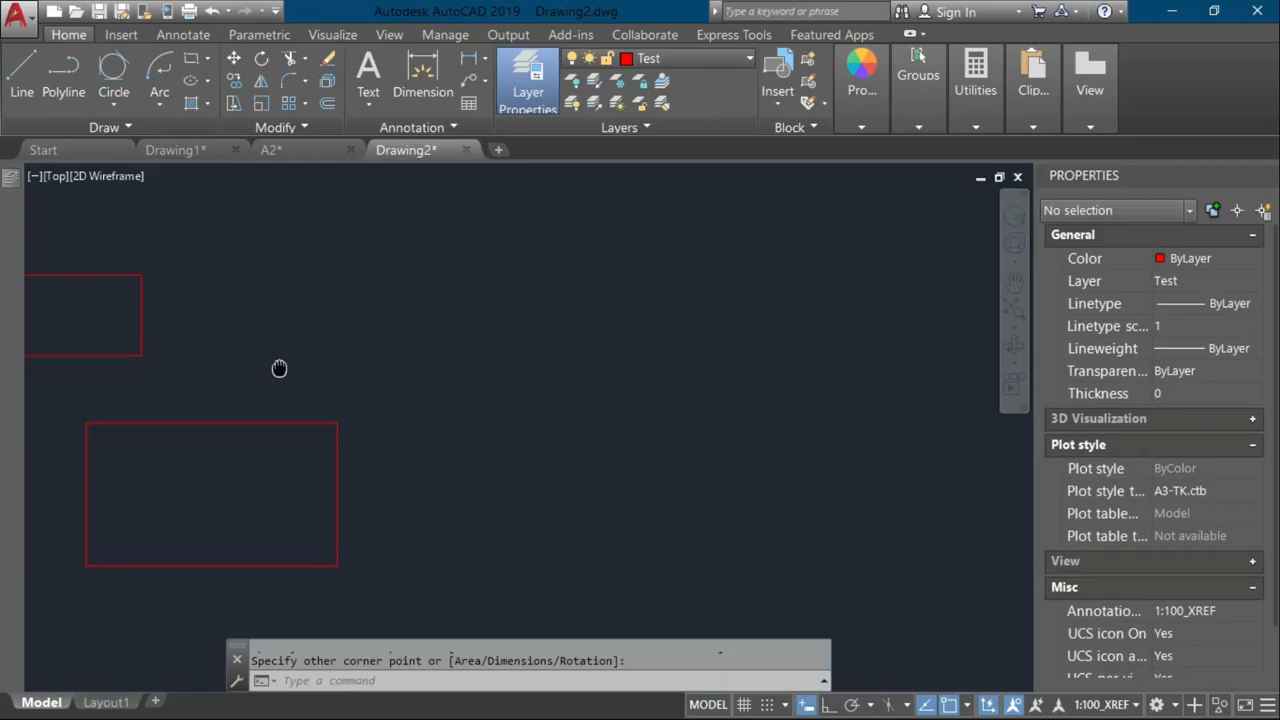 Autodesk AutoCAD 2019 Drawing2.dwg
Type a keyword or phrase
Sign In
Home Insert Annotate Parametric Visualize View Manage Output Add-ins Collaborate Express Tools Featured Apps
Line
Polyline
Circle
Arc
Text
Dimension
Layer
Properties
Test
Insert
Pro...
Groups
Utilities
Clip...
View
Draw
Modify
Annotation
Layers
Block
Start
Drawing1*
A2*
Drawing2*
[−][Top][2D Wireframe]
PROPERTIES
No selection
General
Color ByLayer
Layer Test
Linetype ByLayer
Linetype sc... 1
Lineweight ByLayer
Transparen... ByLayer
Thickness 0
3D Visualization
Plot style
Plot style ByColor
Plot style t... A3-TK.ctb
Plot table... Model
Plot table t... Not available
View
Misc
Annotatio... 1:100_XREF
UCS icon On Yes
UCS icon a... Yes
Specify other corner point or [Area/Dimensions/Rotation]:
Type a command
Model
Layout1
MODEL
1:100_XREF